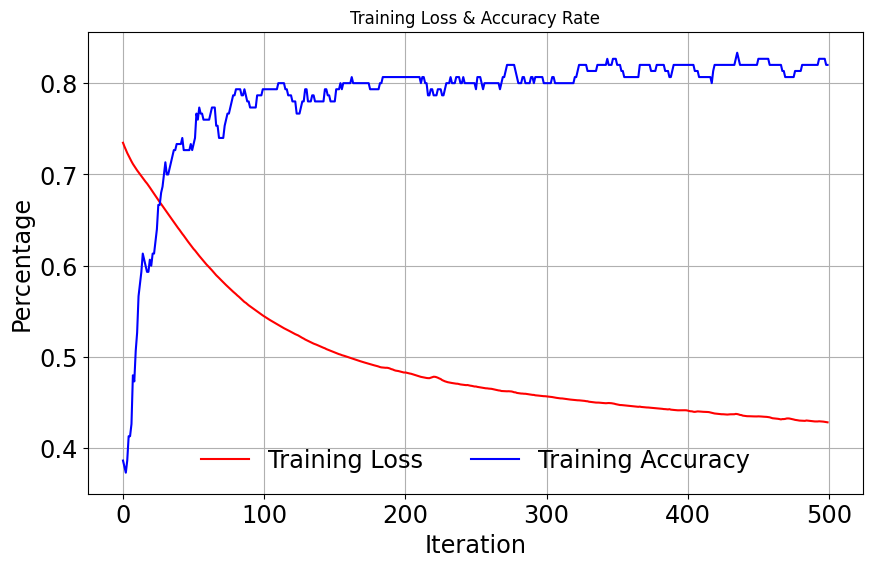 Training Loss & Accuracy Rate
Percentage
0.8
0.7
0.6
0.5
0.4
Training Loss Training Accuracy
0 100 200 300 400 500
Iteration